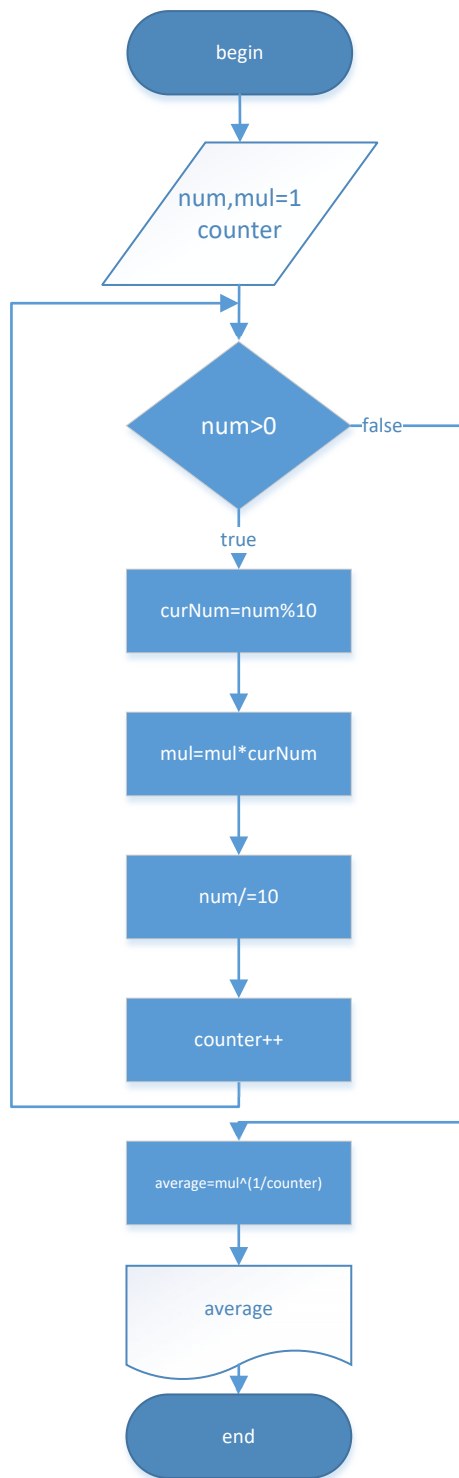 begin
num,mul=1
counter
num>0
false
true
curNum=num%10
mul=mul*curNum
num/=10
counter++
average=mul^(1/counter)
average
end